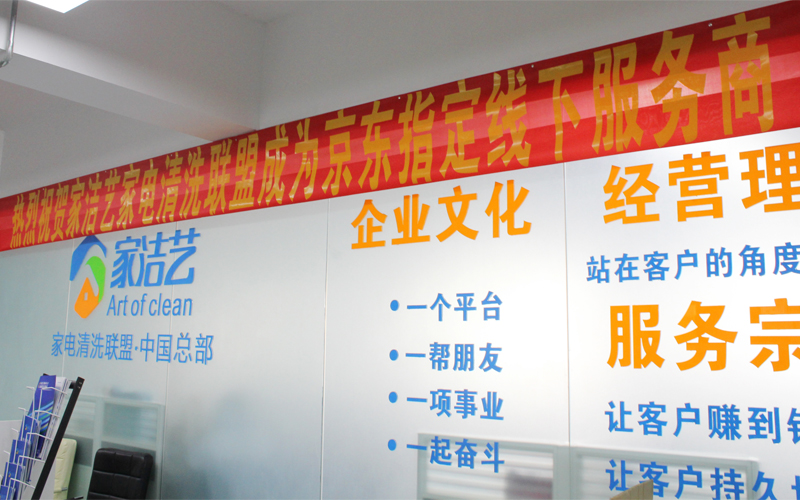 热烈祝贺家洁艺家电清洗联盟成为京东指定线下服务商
家洁艺
Art of clean
家电清洗联盟·中国总部
企业文化
•一个平台
•一帮朋友
•一项事业
•一起奋斗
经营理
站在客户的角度
服务宗
让客户赚到钱
让客户持久